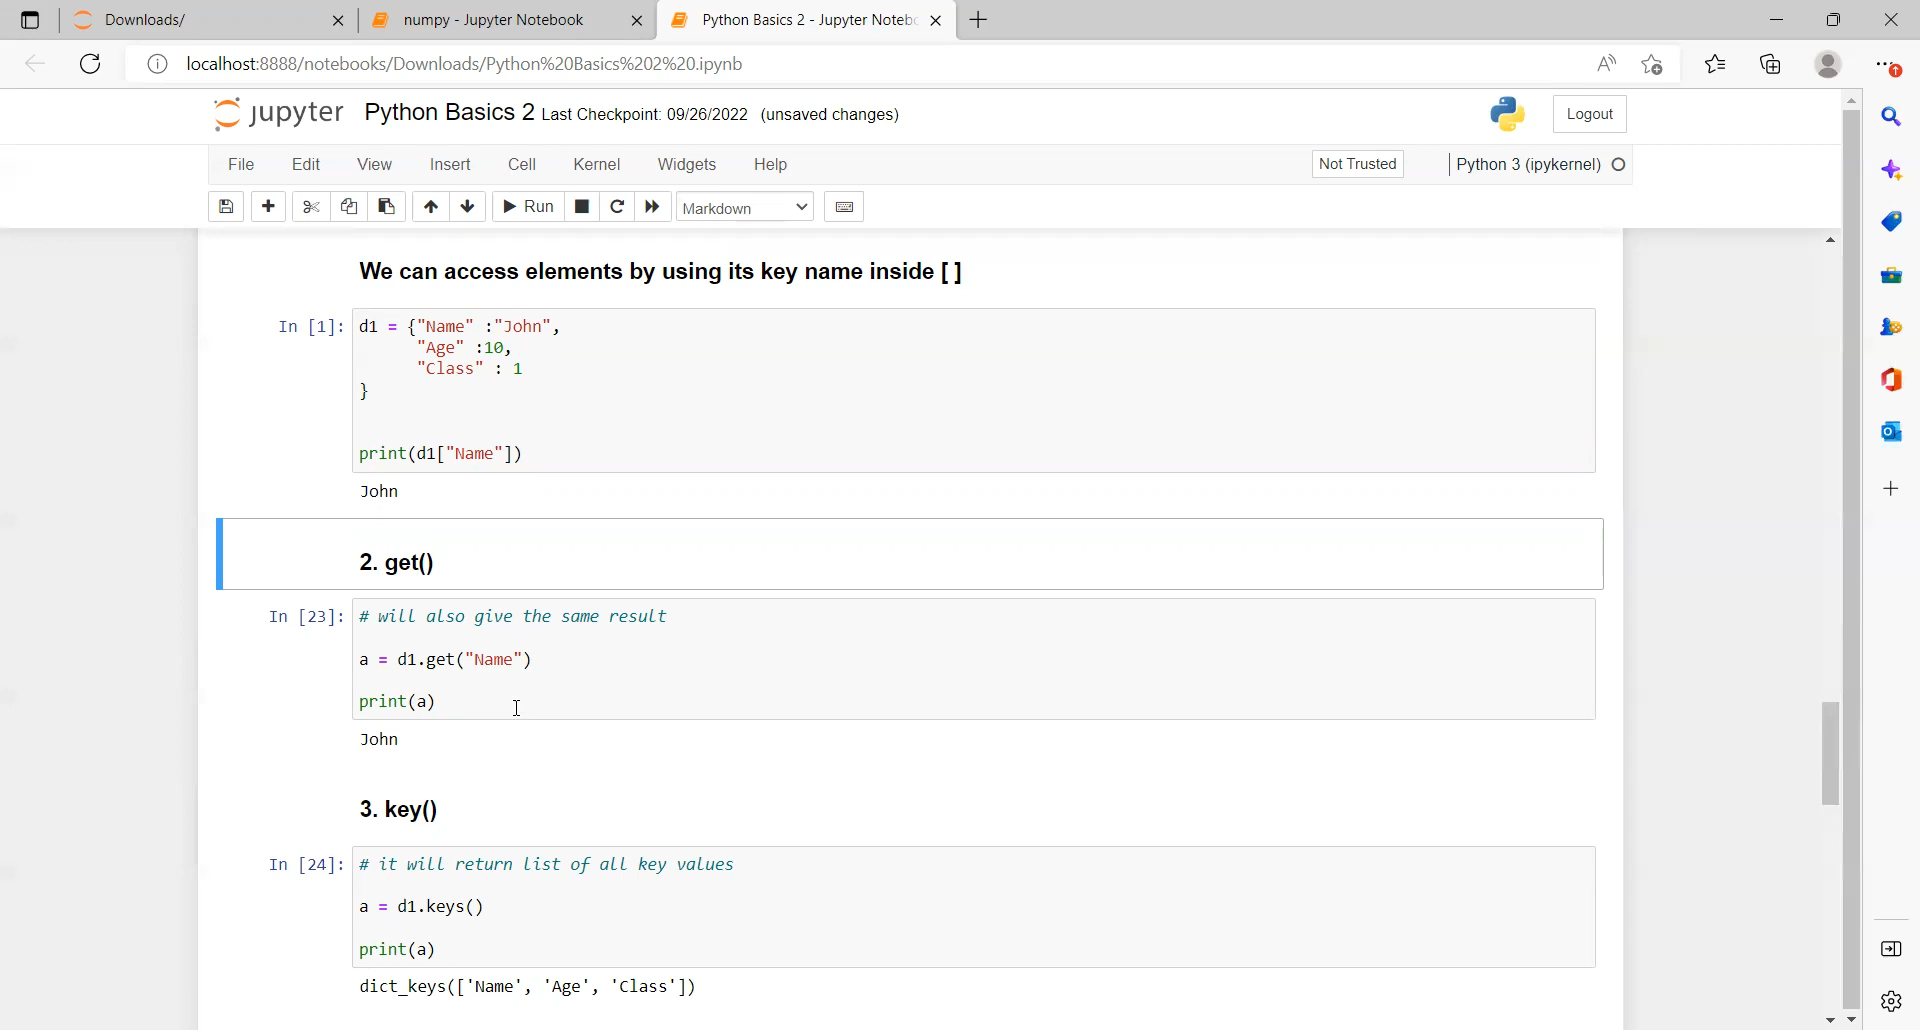 Downloads/
numpy - Jupyter Notebook
Python Basics 2 - Jupyter Notebo
localhost:8888/notebooks/Downloads/Python%20Basics%202%20.ipynb
jupyter Python Basics 2 Last Checkpoint: 09/26/2022 (unsaved changes)
Logout
File Edit View Insert Cell Kernel Widgets Help
Not Trusted
Python 3 (ipykernel)
Run
Markdown
We can access elements by using its key name inside [ ]
In [1]: d1 = {"Name" :"John",
"Age" :10,
"Class" : 1
}
print(d1["Name"])
John
2. get()
In [23]: # will also give the same result
a = d1.get("Name")
print(a)
John
3. key()
In [24]: # it will return list of all key values
a = d1.keys()
print(a)
dict_keys(['Name', 'Age', 'Class'])